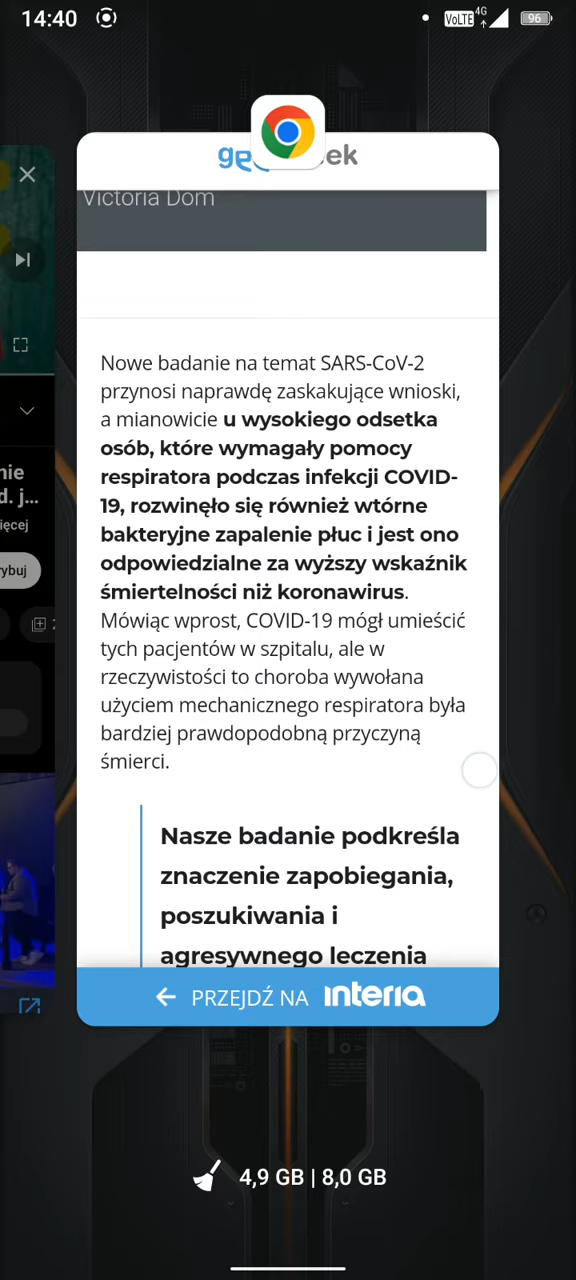 14:40
VoLTE 4G 96
ek
Victoria Dom
Nowe badanie na temat SARS-CoV-2
przynosi naprawdę zaskakujące wnioski,
a mianowicie u wysokiego odsetka
osób, które wymagały pomocy
respiratora podczas infekcji COVID-
19, rozwinęło się również wtórne
bakteryjne zapalenie płuc i jest ono
odpowiedzialne za wyższy wskaźnik
śmiertelności niż koronawirus.
Mówiąc wprost, COVID-19 mógł umieścić
tych pacjentów w szpitalu, ale w
rzeczywistości to choroba wywołana
użyciem mechanicznego respiratora była
bardziej prawdopodobną przyczyną
śmierci.
Nasze badanie podkreśla
znaczenie zapobiegania,
poszukiwania i
agresywnego leczenia
PRZEJDŹ NA interia
nie
d. j...
ięcej
rybuj
2
4,9 GB | 8,0 GB